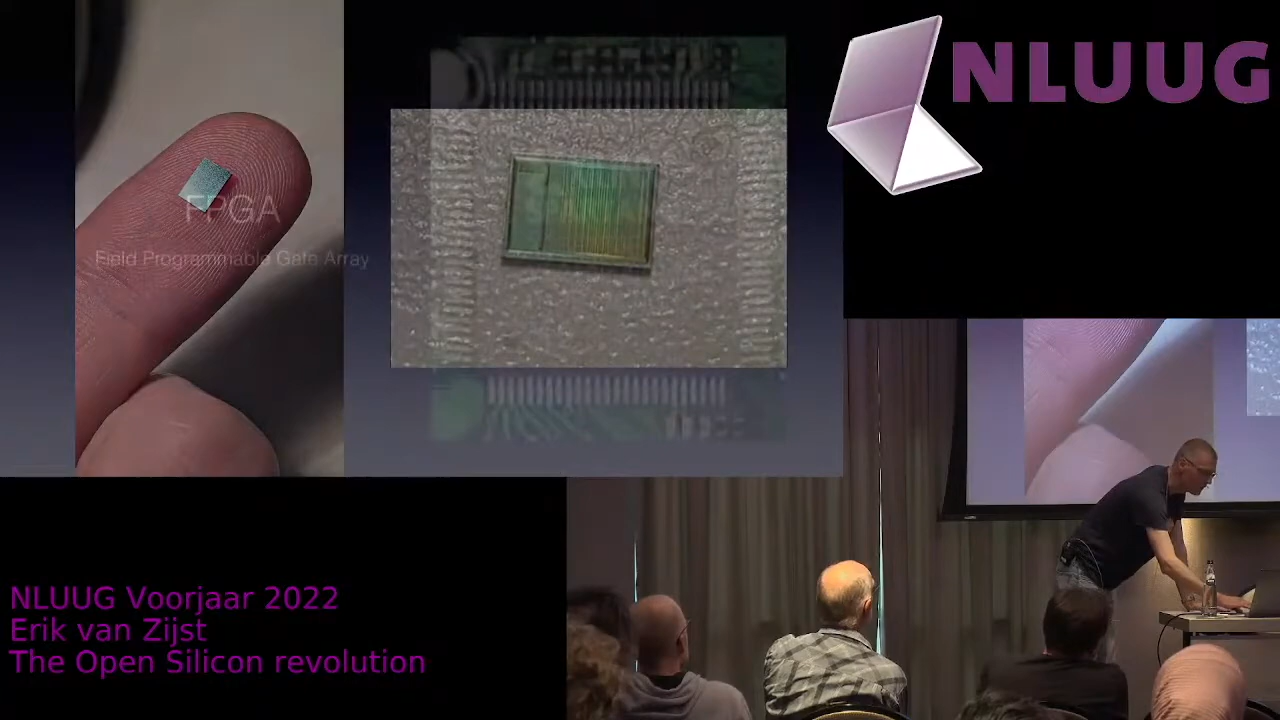 NLUUG
FPGA
Field Programmable Gate Array
NLUUG Voorjaar 2022
Erik van Zijst
The Open Silicon revolution